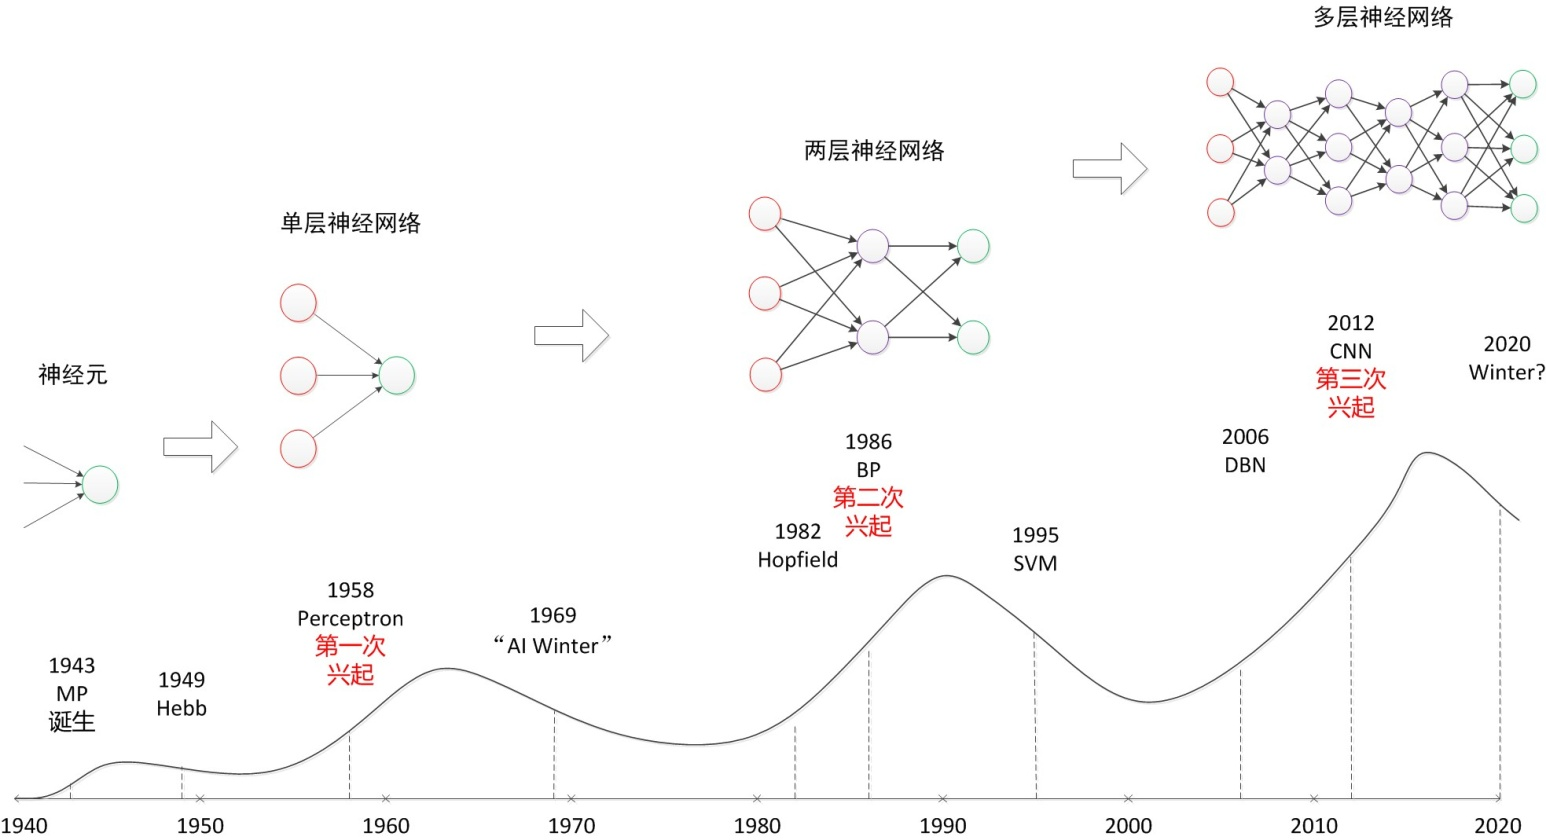 多层神经网络
两层神经网络
单层神经网络
神经元
1943
MP
诞生
1949
Hebb
1958
Perceptron
第一次
兴起
1969
“AI Winter”
1982
Hopfield
1986
BP
第二次
兴起
1995
SVM
2006
DBN
2012
CNN
第三次
兴起
2020
Winter?
1940 1950 1960 1970 1980 1990 2000 2010 2020